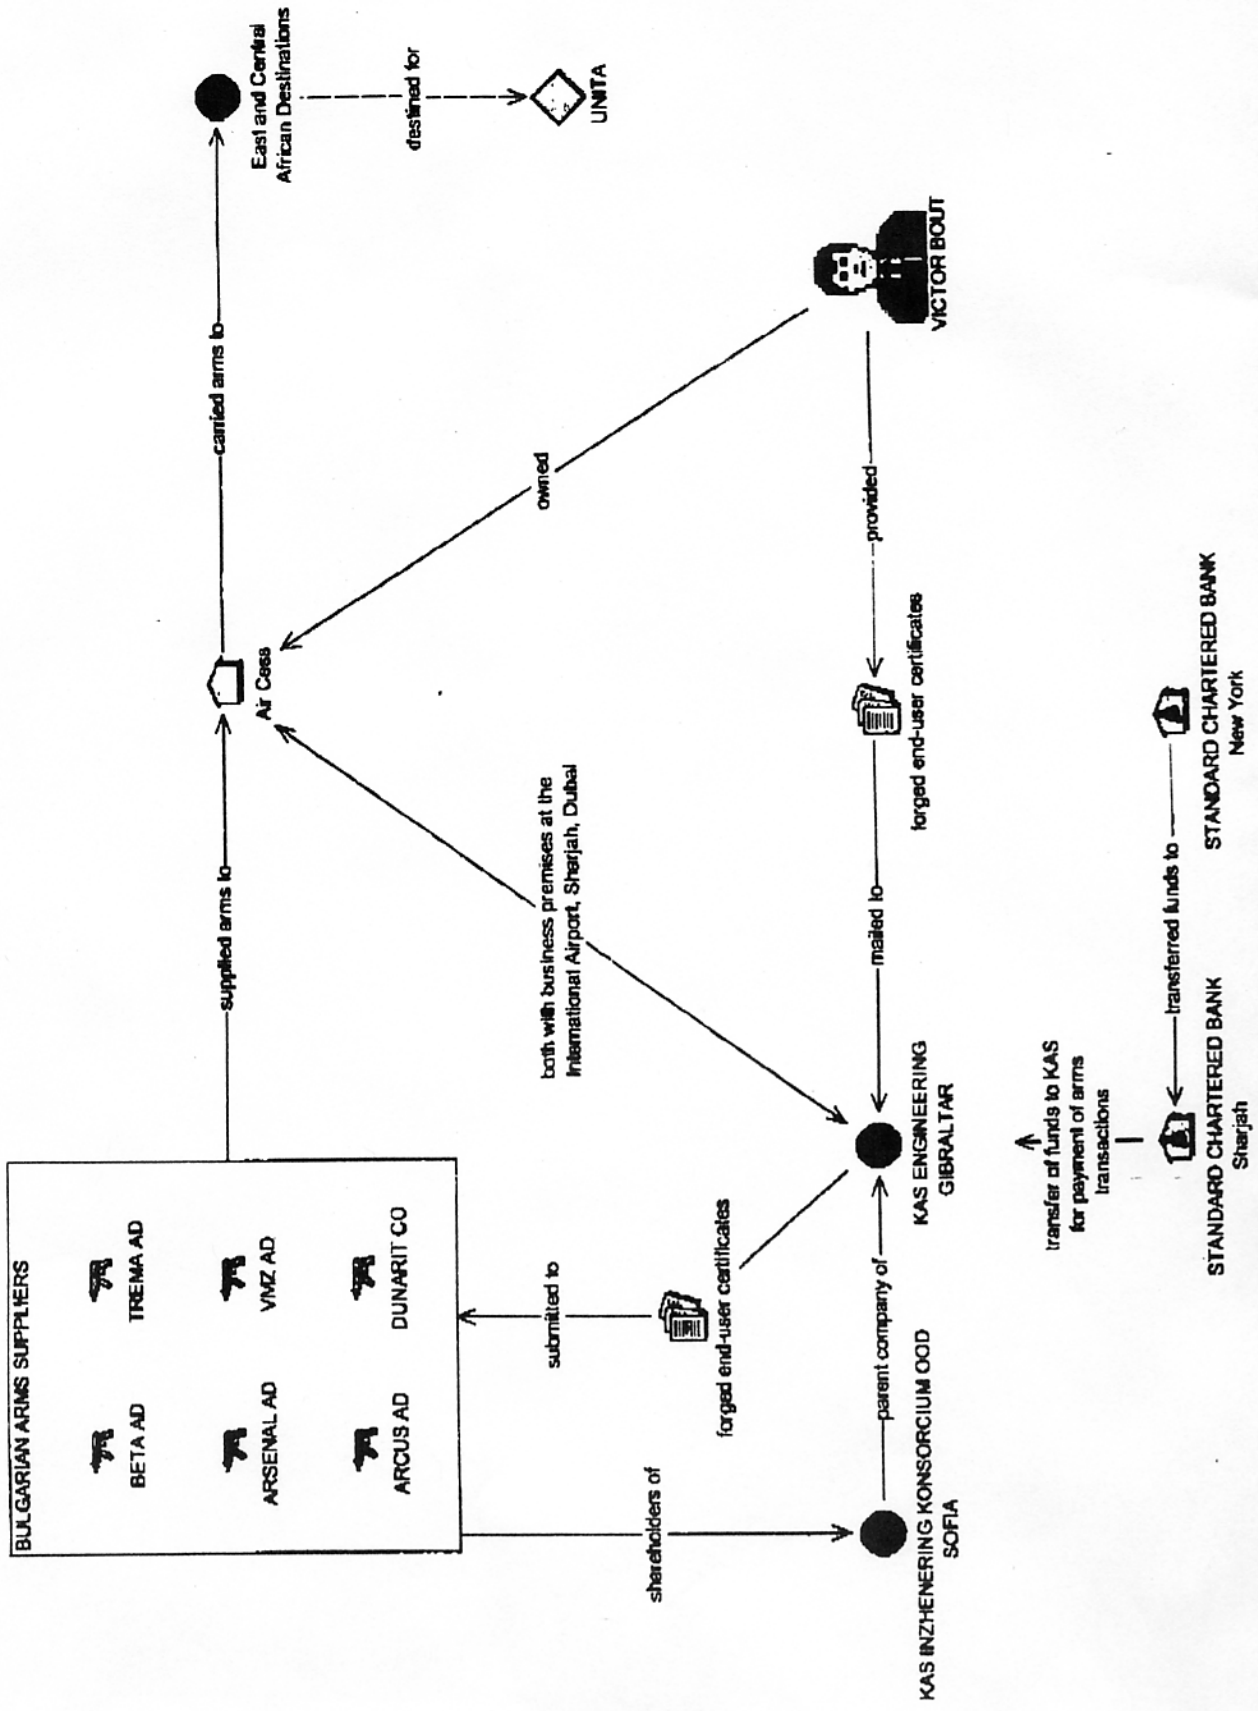 BULGARIAN ARMS SUPPLIERS
BETA AD
TREMA AD
ARSENAL AD
VMZ AD
ARCUS AD
DUNARIT CO
supplied arms to
Air Cess
carried arms to
East and Central
African Destinations
destined for
UNITA
owned
both with business premises at the
International Airport, Sharjah, Dubai
shareholders of
submitted to
forged end-user certificates
KAS INZHENERING KONSORCIUM OOD
SOFIA
parent company of
KAS ENGINEERING
GIBRALTAR
mailed to
forged end-user certificates
provided
VICTOR BOUT
transfer of funds to KAS
for payment of arms
transactions
STANDARD CHARTERED BANK
Sharjah
transferred funds to
STANDARD CHARTERED BANK
New York